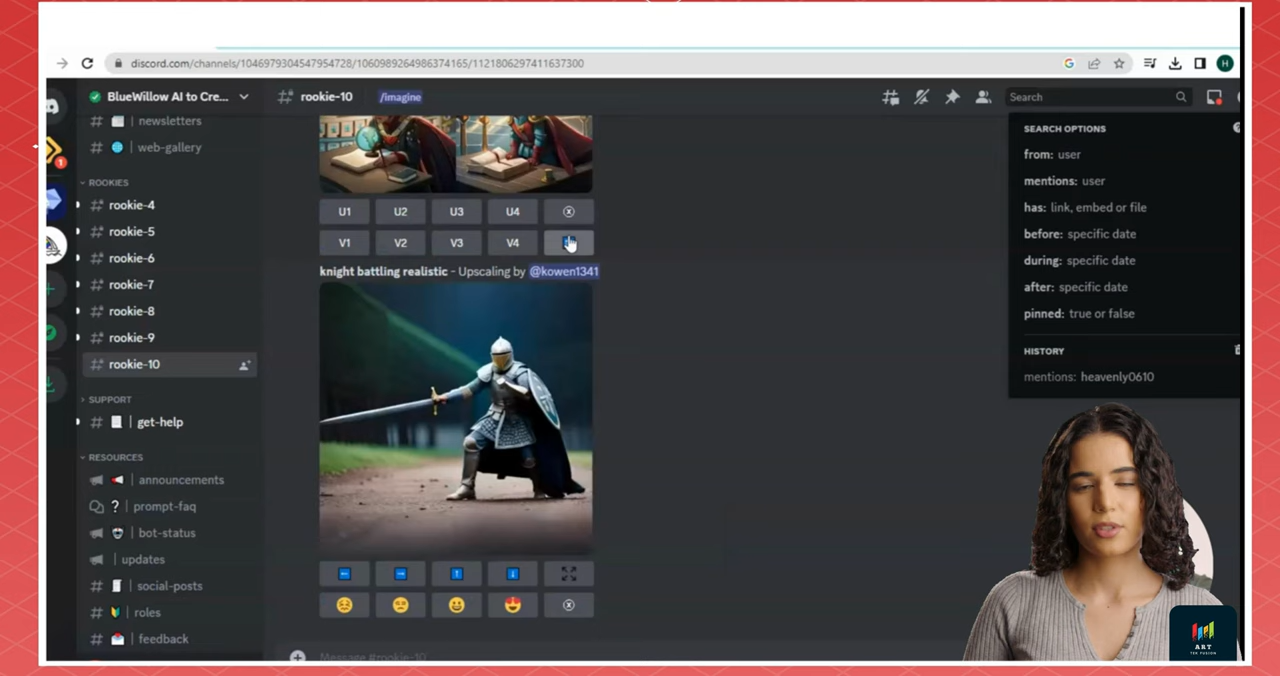 discord.com/channels/1046979304547954728/1060989264986374165/1121806297411637300
G
H
BlueWillow AI to Cre...
rookie-10
/imagine
Search
newsletters
web-gallery
1
ROOKIES
rookie-4
rookie-5
rookie-6
rookie-7
rookie-8
rookie-9
rookie-10
SUPPORT
get-help
RESOURCES
announcements
? | prompt-faq
bot-status
updates
social-posts
roles
feedback
U1 U2 U3 U4
V1 V2 V3 V4
knight battling realistic - Upscaling by @kowen1341
Message #rookie-10
SEARCH OPTIONS
from: user
mentions: user
has: link, embed or file
before: specific date
during: specific date
after: specific date
pinned: true or false
HISTORY
mentions: heavenly0610
ART